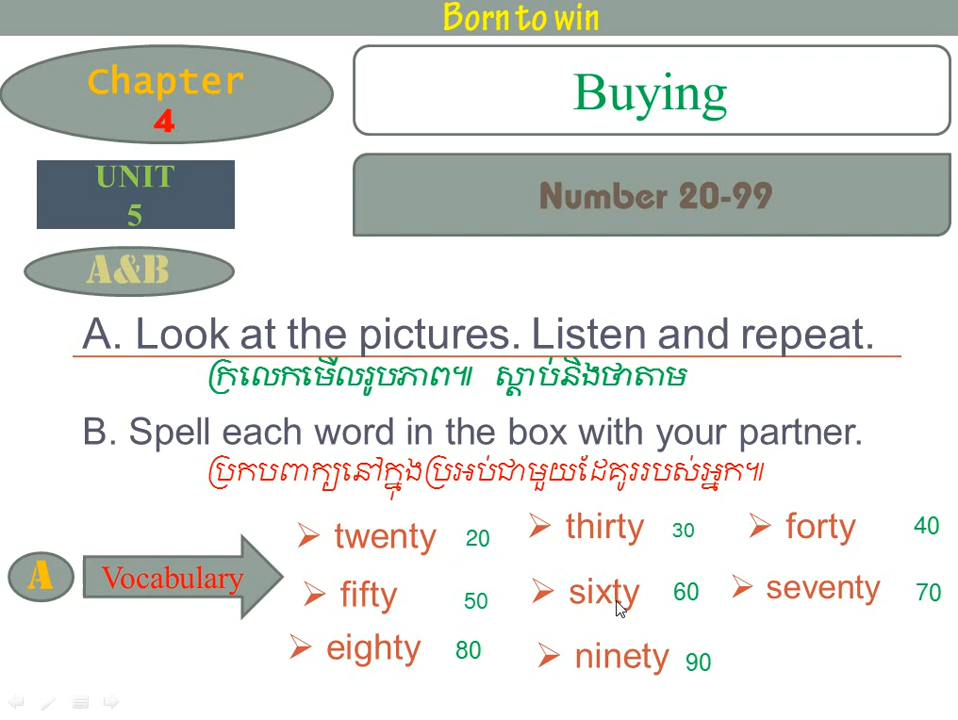 Born to win
Chapter
4
Buying
UNIT
5
Number 20-99
A&B
A. Look at the pictures. Listen and repeat.
ក្រលេកមើលរូបភាព៕ ស្តាប់និងថាតាម
B. Spell each word in the box with your partner.
ប្រកបពាក្យនៅក្នុងប្រអប់ជាមួយដៃគូររបស់អ្នក៕
A
Vocabulary
➢ twenty 20
➢ thirty 30
➢ forty 40
➢ fifty 50
➢ sixty 60
➢ seventy 70
➢ eighty 80
➢ ninety 90